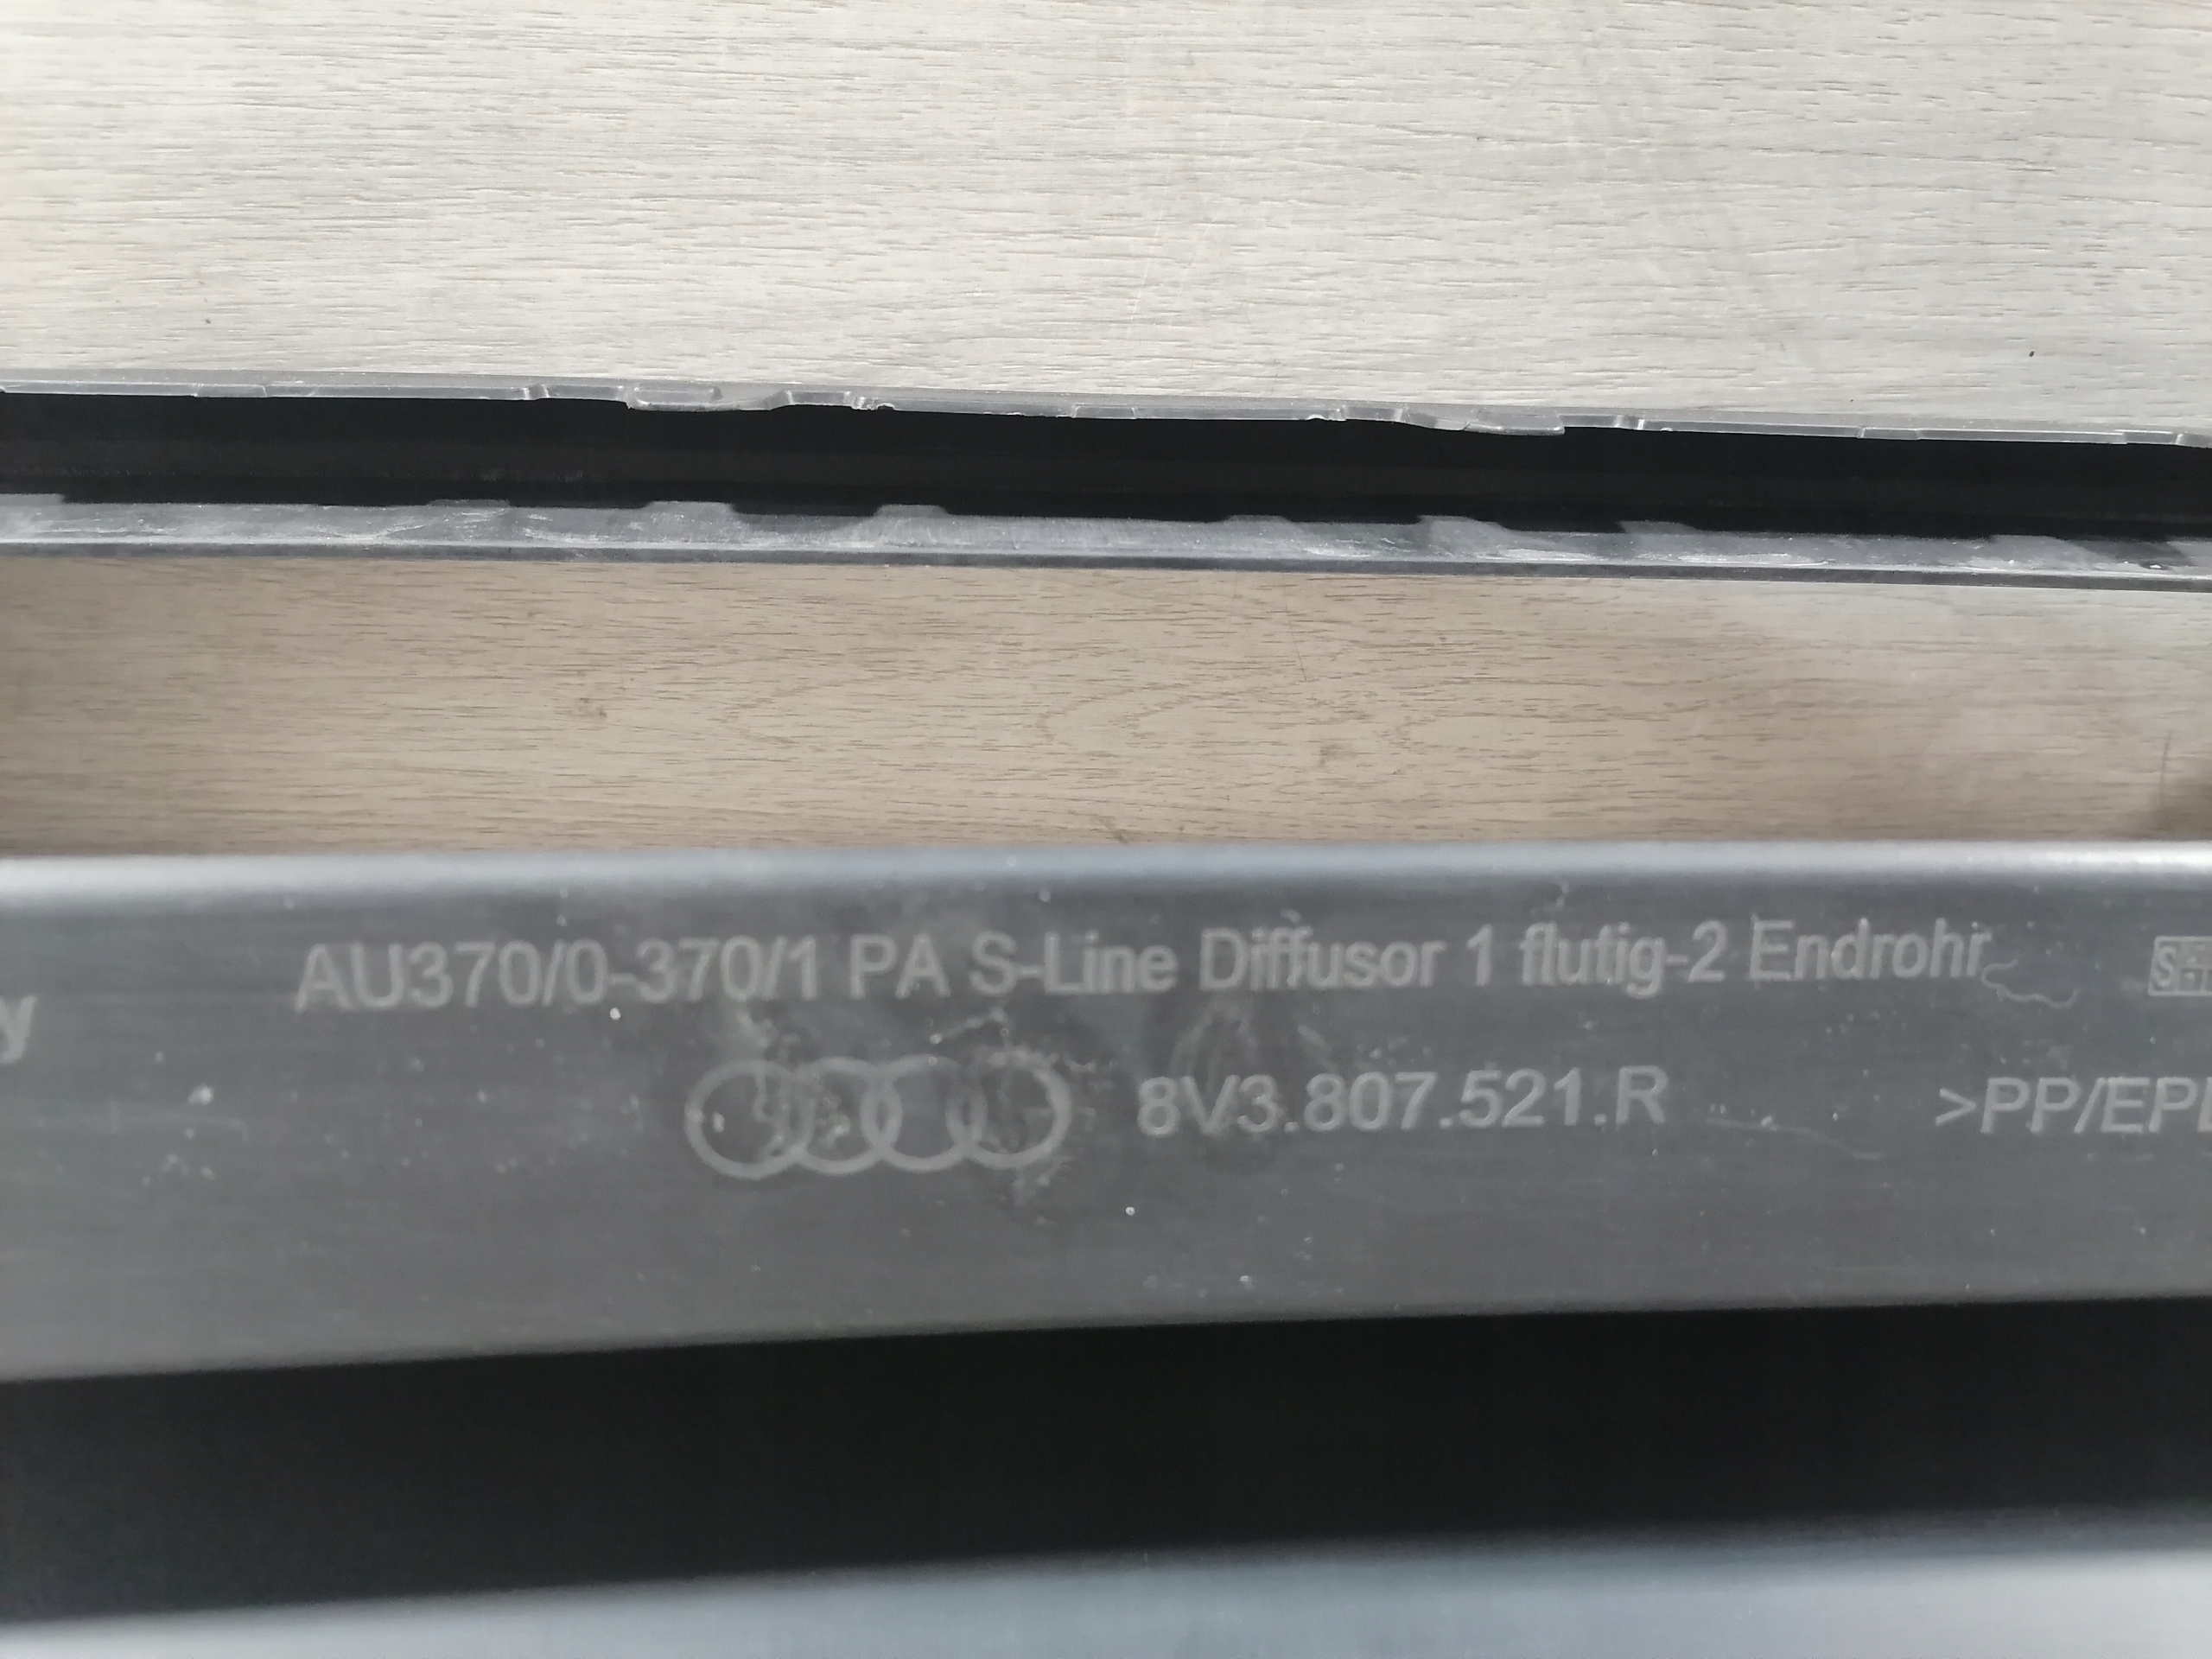 AU370/0-370/1 PA S-Line Diffusor 1 flutig-2 Endrohr
8V3.807.521.R